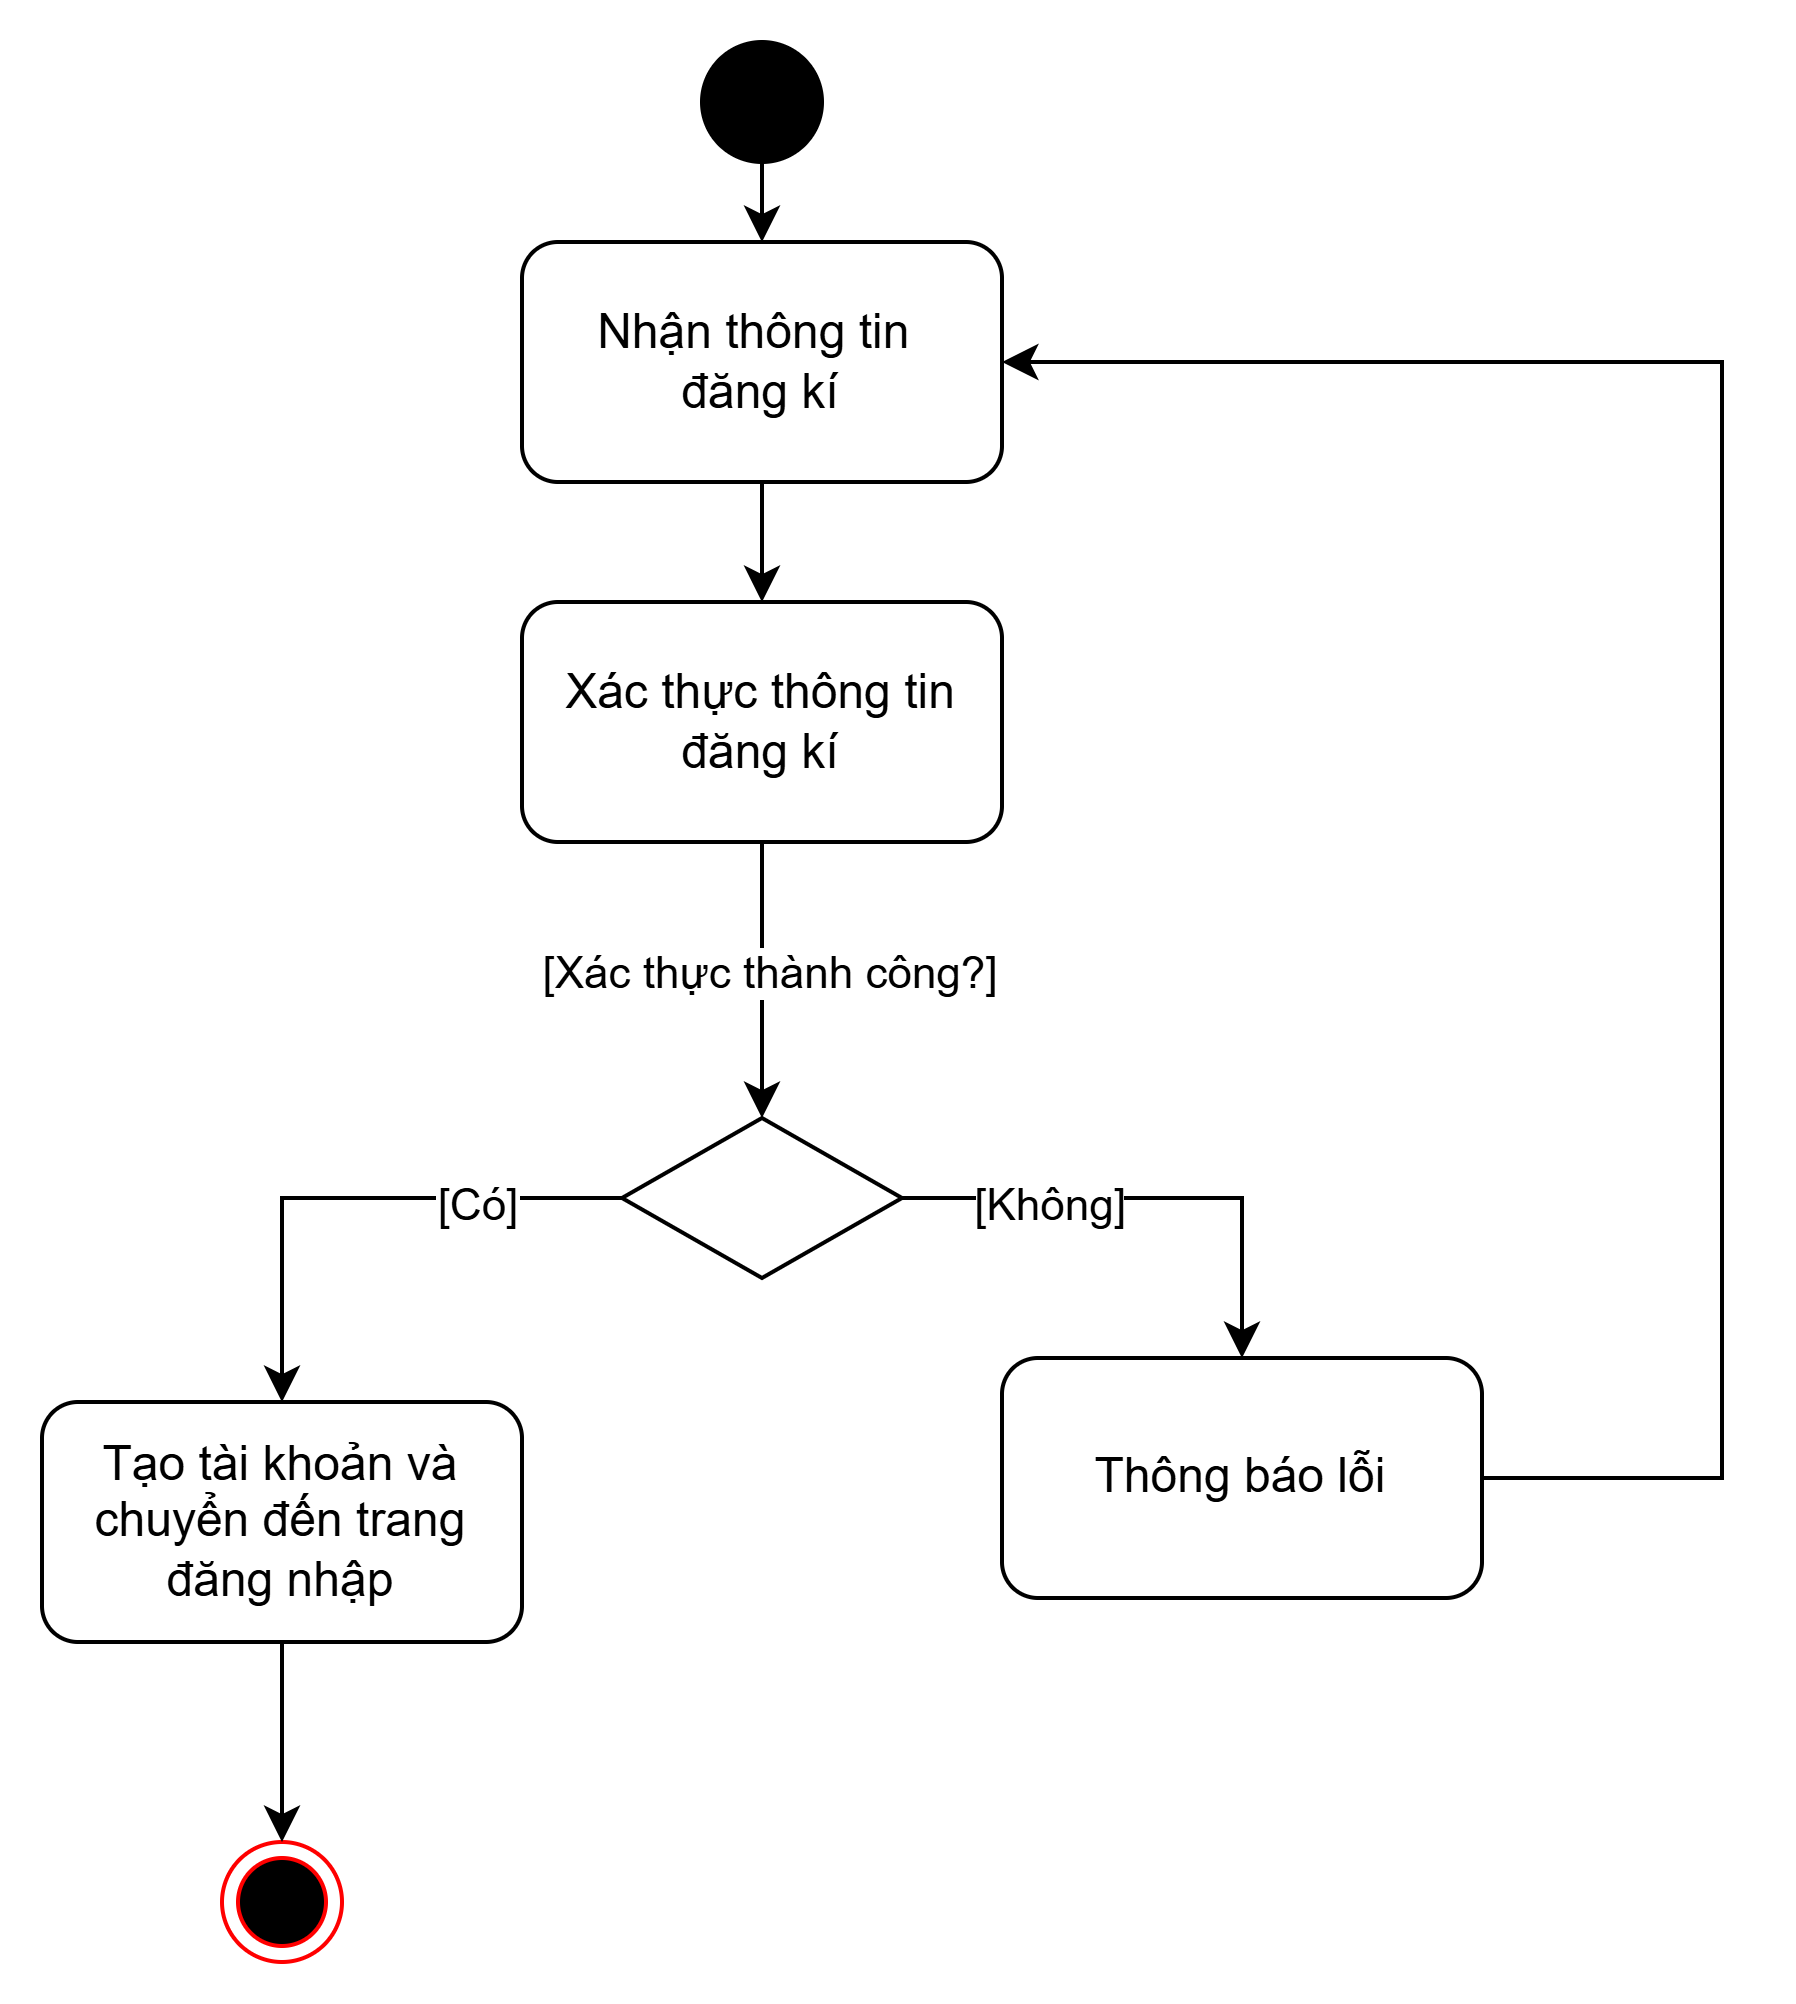 Nhận thông tin
đăng kí
Xác thực thông tin
đăng kí
[Xác thực thành công?]
[Có]
[Không]
Tạo tài khoản và
chuyển đến trang
đăng nhập
Thông báo lỗi